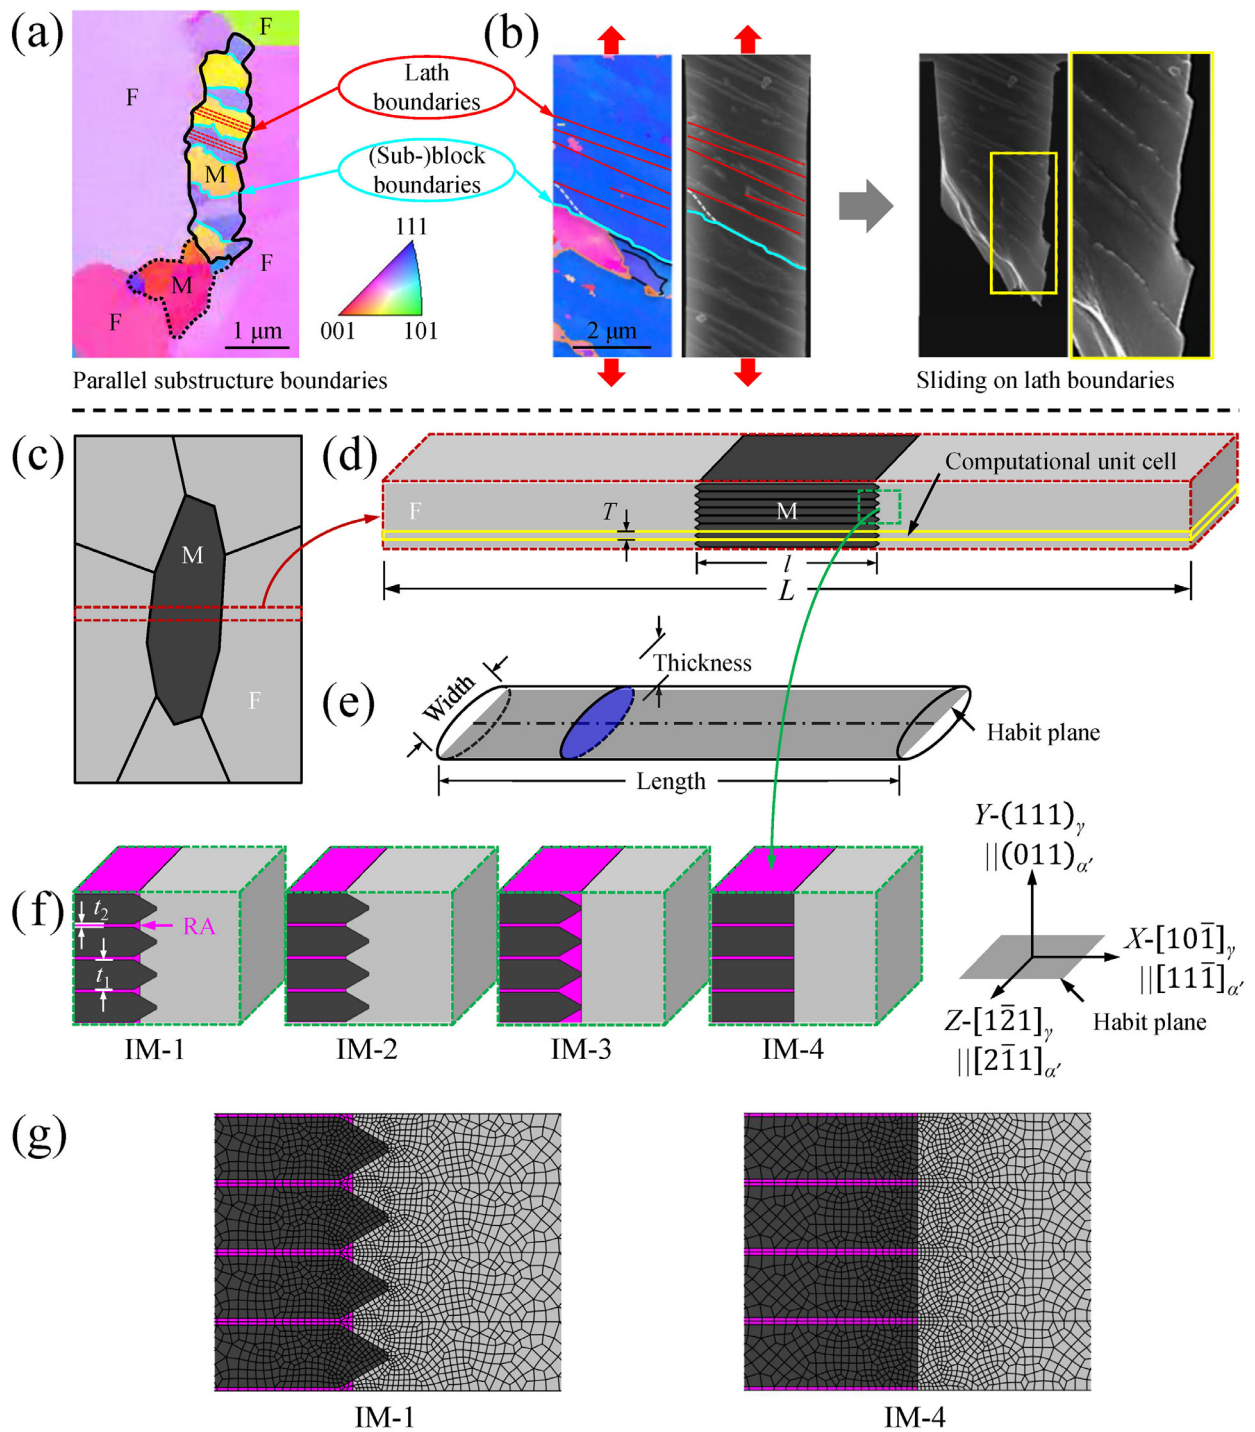 (a)
F
F
M
F
M
F
1 μm
Parallel substructure boundaries
Lath
boundaries
(Sub-)block
boundaries
111
001
101
(b)
2 μm
Sliding on lath boundaries
(c)
M
F
(d)
Computational unit cell
F
T
M
l
L
(e)
Width
Thickness
Habit plane
Length
(f)
t₂
RA
t₁
IM-1
IM-2
IM-3
IM-4
Y-(111)γ
||(011)α′
X-[101̄]γ
||[111̄]α′
Z-[12̄1]γ
||[21̄1]α′
Habit plane
(g)
IM-1
IM-4